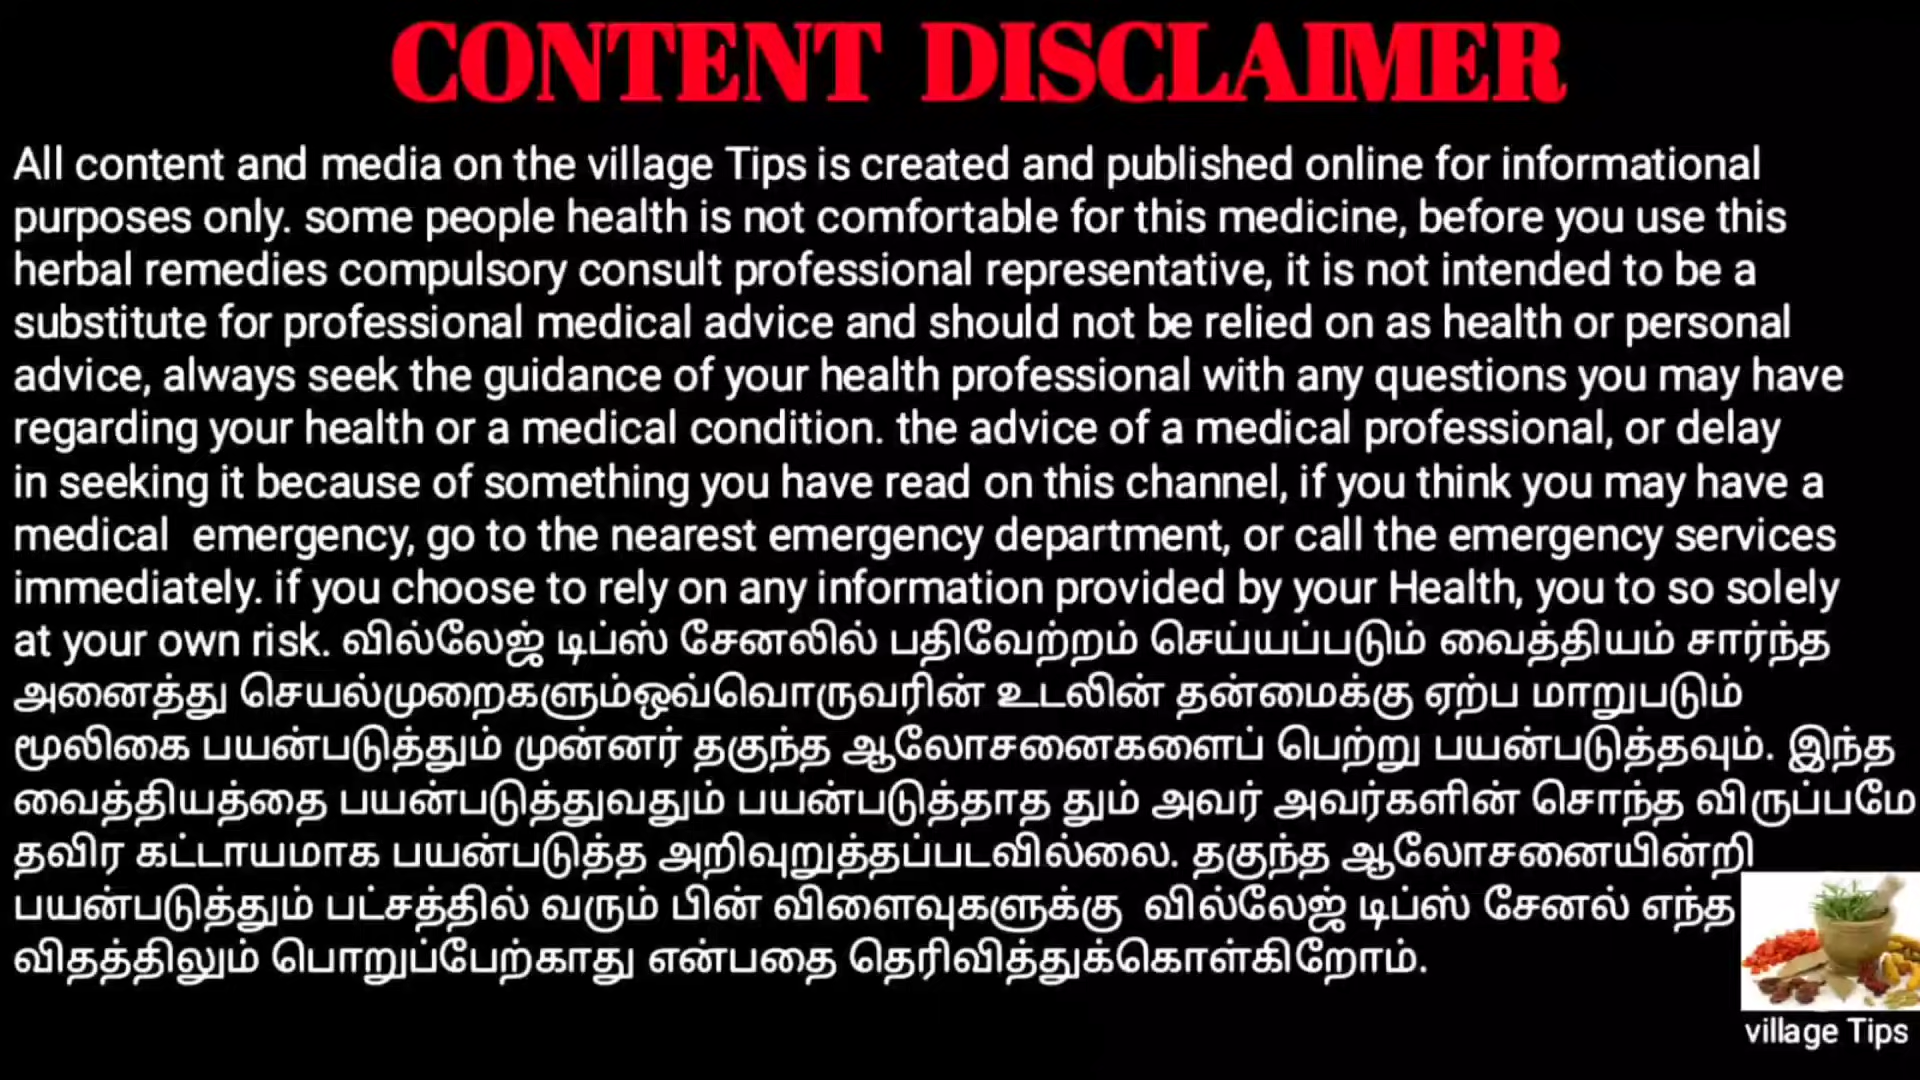 CONTENT DISCLAIMER
All content and media on the village Tips is created and published online for informational
purposes only. some people health is not comfortable for this medicine, before you use this
herbal remedies compulsory consult professional representative, it is not intended to be a
substitute for professional medical advice and should not be relied on as health or personal
advice, always seek the guidance of your health professional with any questions you may have
regarding your health or a medical condition. the advice of a medical professional, or delay
in seeking it because of something you have read on this channel, if you think you may have a
medical  emergency, go to the nearest emergency department, or call the emergency services
immediately. if you choose to rely on any information provided by your Health, you to so solely
at your own risk. வில்லேஜ் டிப்ஸ் சேனலில் பதிவேற்றம் செய்யப்படும் வைத்தியம் சார்ந்த
அனைத்து செயல்முறைகளும்ஒவ்வொருவரின் உடலின் தன்மைக்கு ஏற்ப மாறுபடும்
மூலிகை பயன்படுத்தும் முன்னர் தகுந்த ஆலோசனைகளைப் பெற்று பயன்படுத்தவும். இந்த
வைத்தியத்தை பயன்படுத்துவதும் பயன்படுத்தாத தும் அவர் அவர்களின் சொந்த விருப்பமே
தவிர கட்டாயமாக பயன்படுத்த அறிவுறுத்தப்படவில்லை. தகுந்த ஆலோசனையின்றி
பயன்படுத்தும் பட்சத்தில் வரும் பின் விளைவுகளுக்கு  வில்லேஜ் டிப்ஸ் சேனல் எந்த
விதத்திலும் பொறுப்பேற்காது என்பதை தெரிவித்துக்கொள்கிறோம்.
village Tips